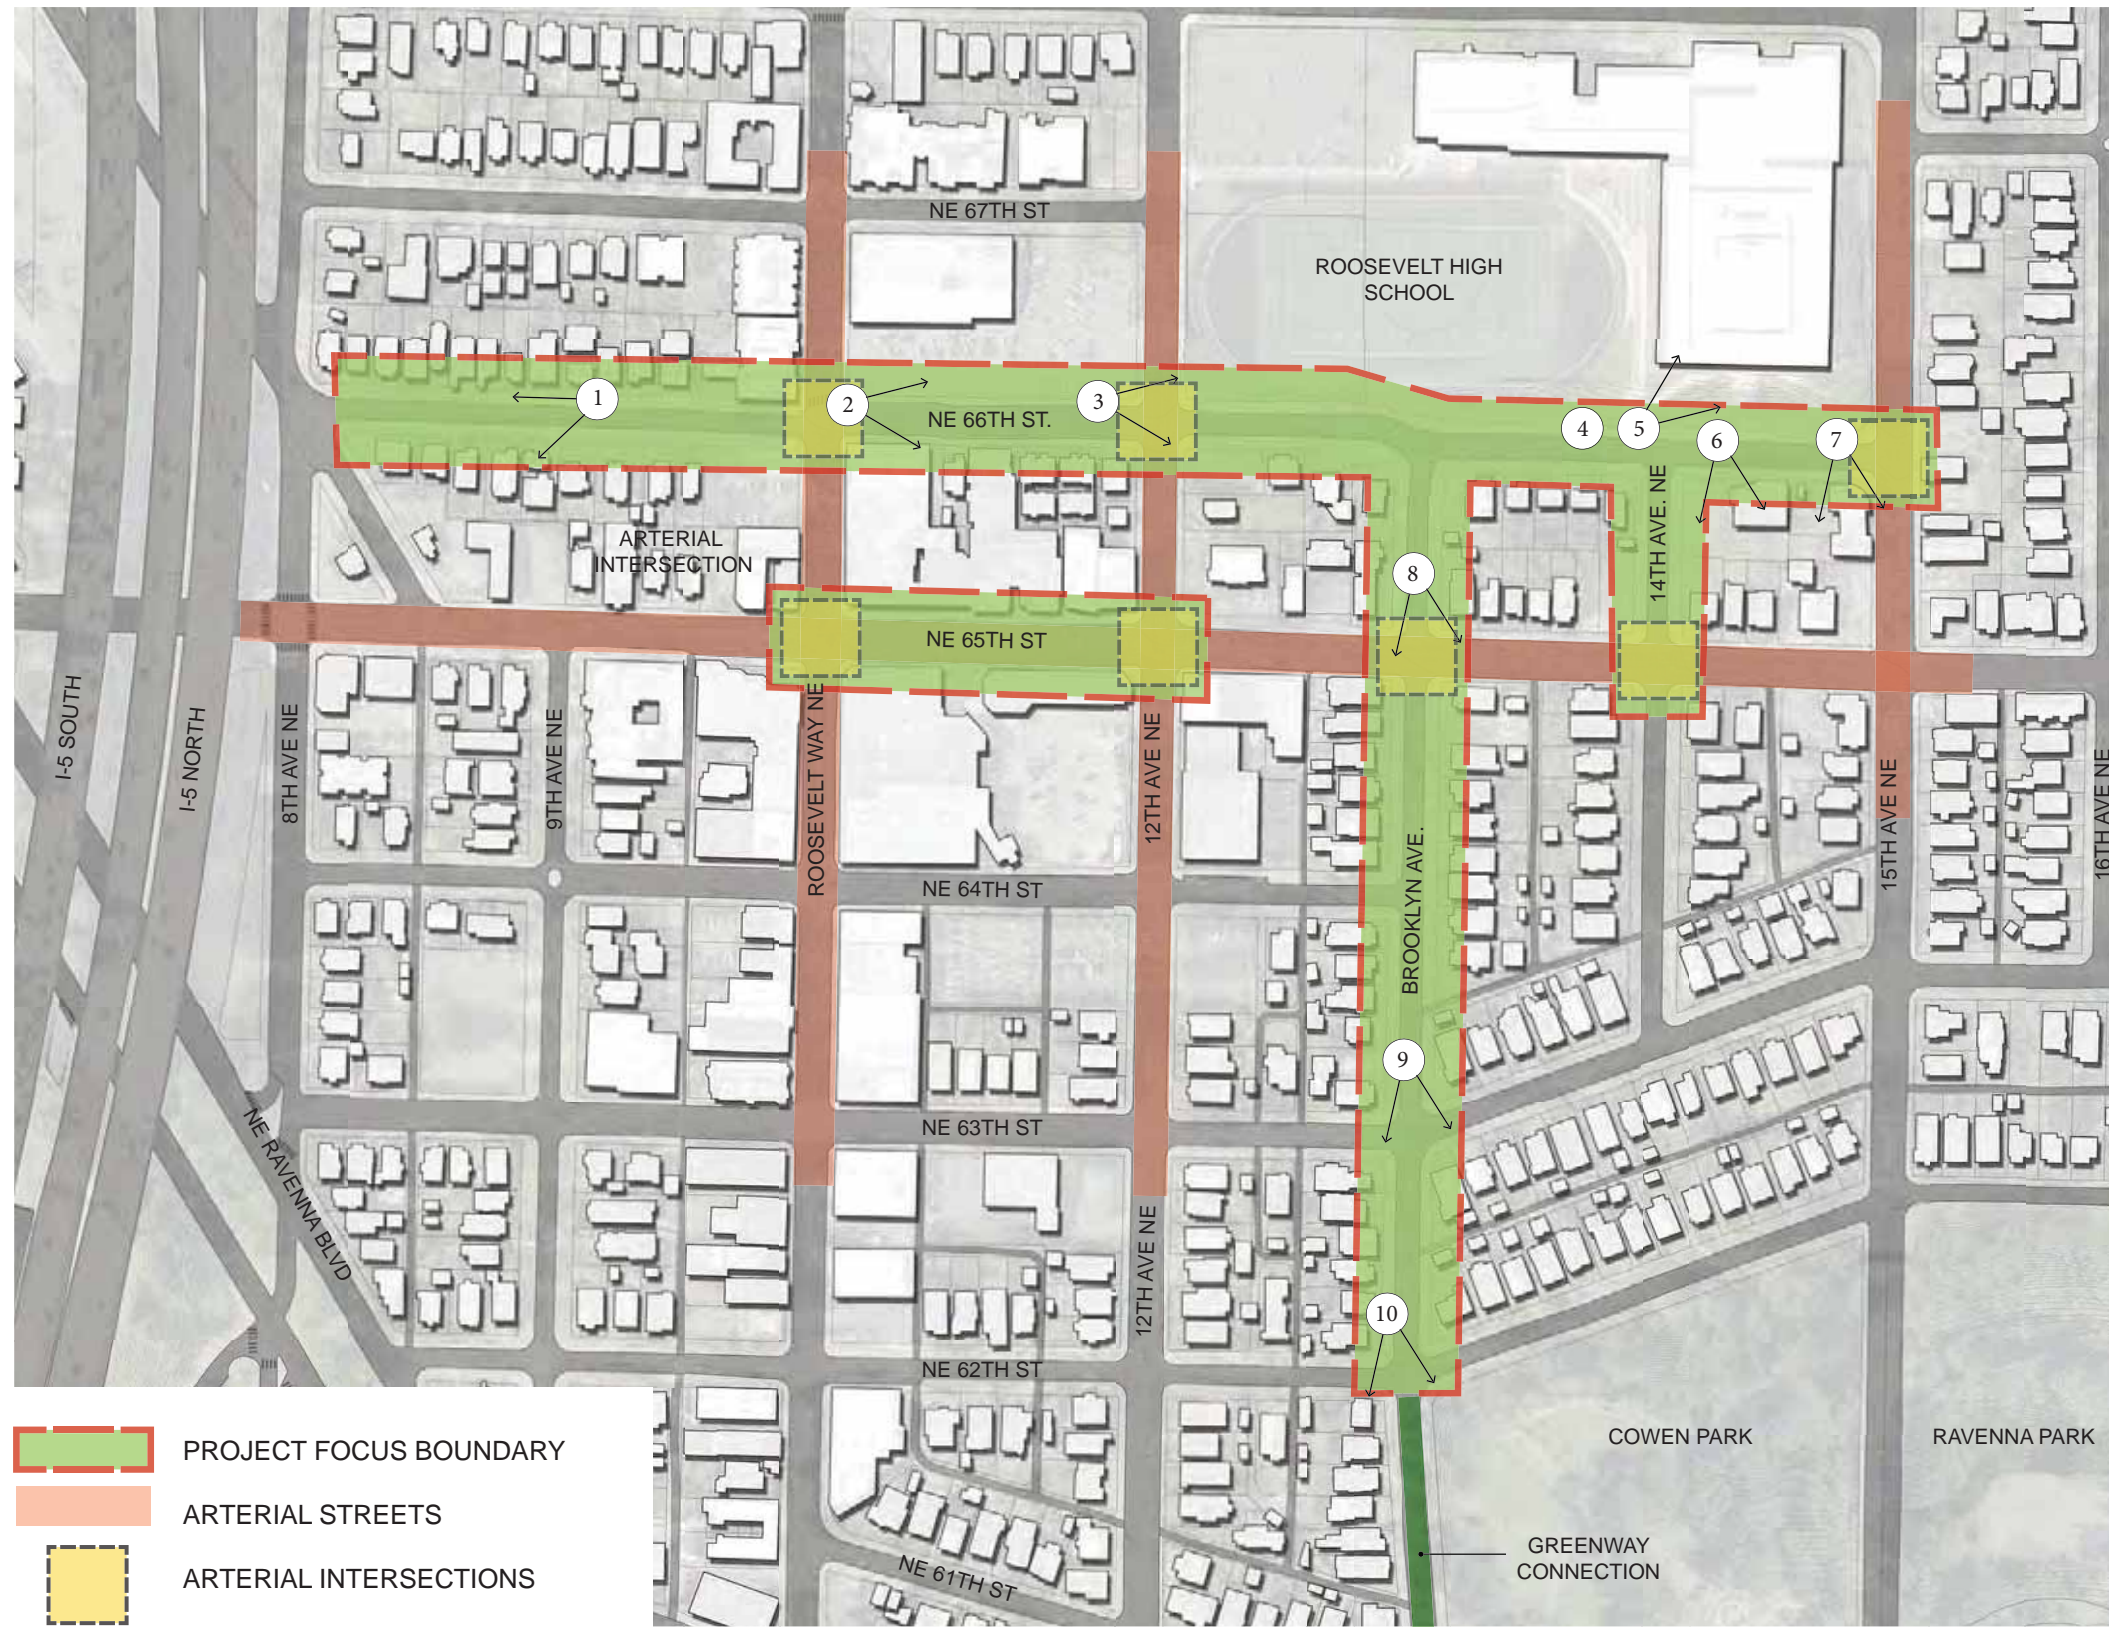 NE 67TH ST
ROOSEVELT HIGH
SCHOOL
1
2
3
NE 66TH ST.
4
5
6
7
14TH AVE. NE
ARTERIAL
INTERSECTION
8
NE 65TH ST
I-5 SOUTH
I-5 NORTH
8TH AVE NE
9TH AVE NE
ROOSEVELT WAY NE
12TH AVE NE
BROOKLYN AVE.
15TH AVE NE
16TH AVE NE
NE 64TH ST
9
NE RAVENNA BLVD
NE 63TH ST
12TH AVE NE
10
NE 62TH ST
COWEN PARK
RAVENNA PARK
GREENWAY
CONNECTION
NE 61TH ST
PROJECT FOCUS BOUNDARY
ARTERIAL STREETS
ARTERIAL INTERSECTIONS